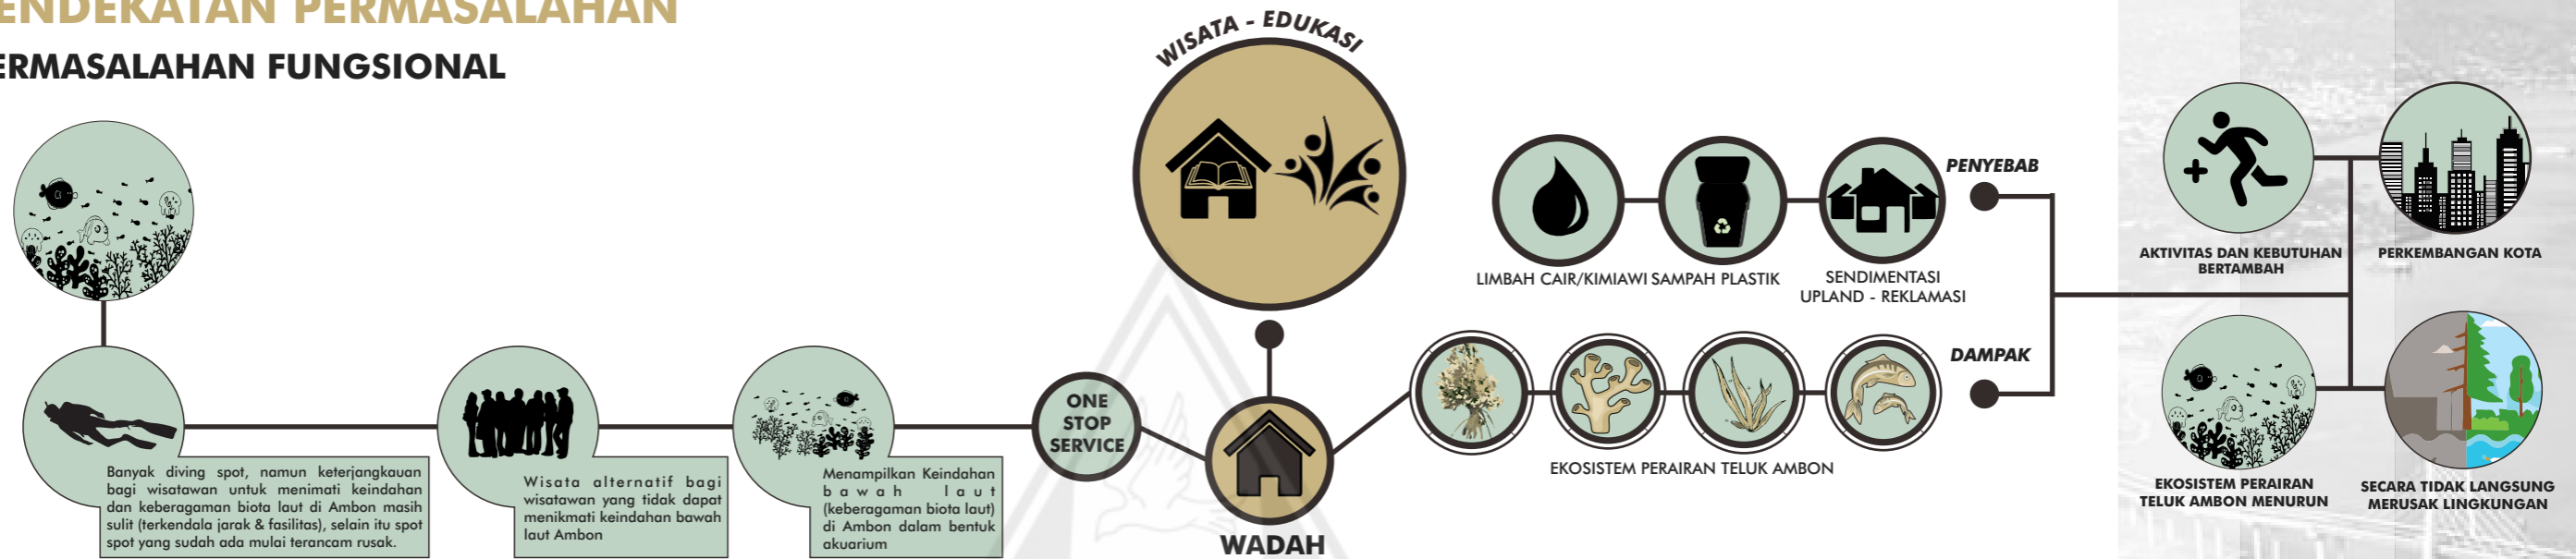 ENDEKATAN PERMASALAHAN
ERMASALAHAN FUNGSIONAL
Banyak diving spot, namun keterjangkauan
bagi wisatawan untuk menimati keindahan
dan keberagaman biota laut di Ambon masih
sulit (terkendala jarak & fasilitas), selain itu spot
spot yang sudah ada mulai terancam rusak.
Wisata alternatif bagi
wisatawan yang tidak dapat
menikmati keindahan bawah
laut Ambon
Menampilkan Keindahan
bawah laut
(keberagaman biota laut)
di Ambon dalam bentuk
akuarium
ONE
STOP
SERVICE
WISATA - EDUKASI
WADAH
LIMBAH CAIR/KIMIAWI
SAMPAH PLASTIK
SENDIMENTASI
UPLAND - REKLAMASI
PENYEBAB
EKOSISTEM PERAIRAN TELUK AMBON
DAMPAK
AKTIVITAS DAN KEBUTUHAN
BERTAMBAH
PERKEMBANGAN KOTA
EKOSISTEM PERAIRAN
TELUK AMBON MENURUN
SECARA TIDAK LANGSUNG
MERUSAK LINGKUNGAN